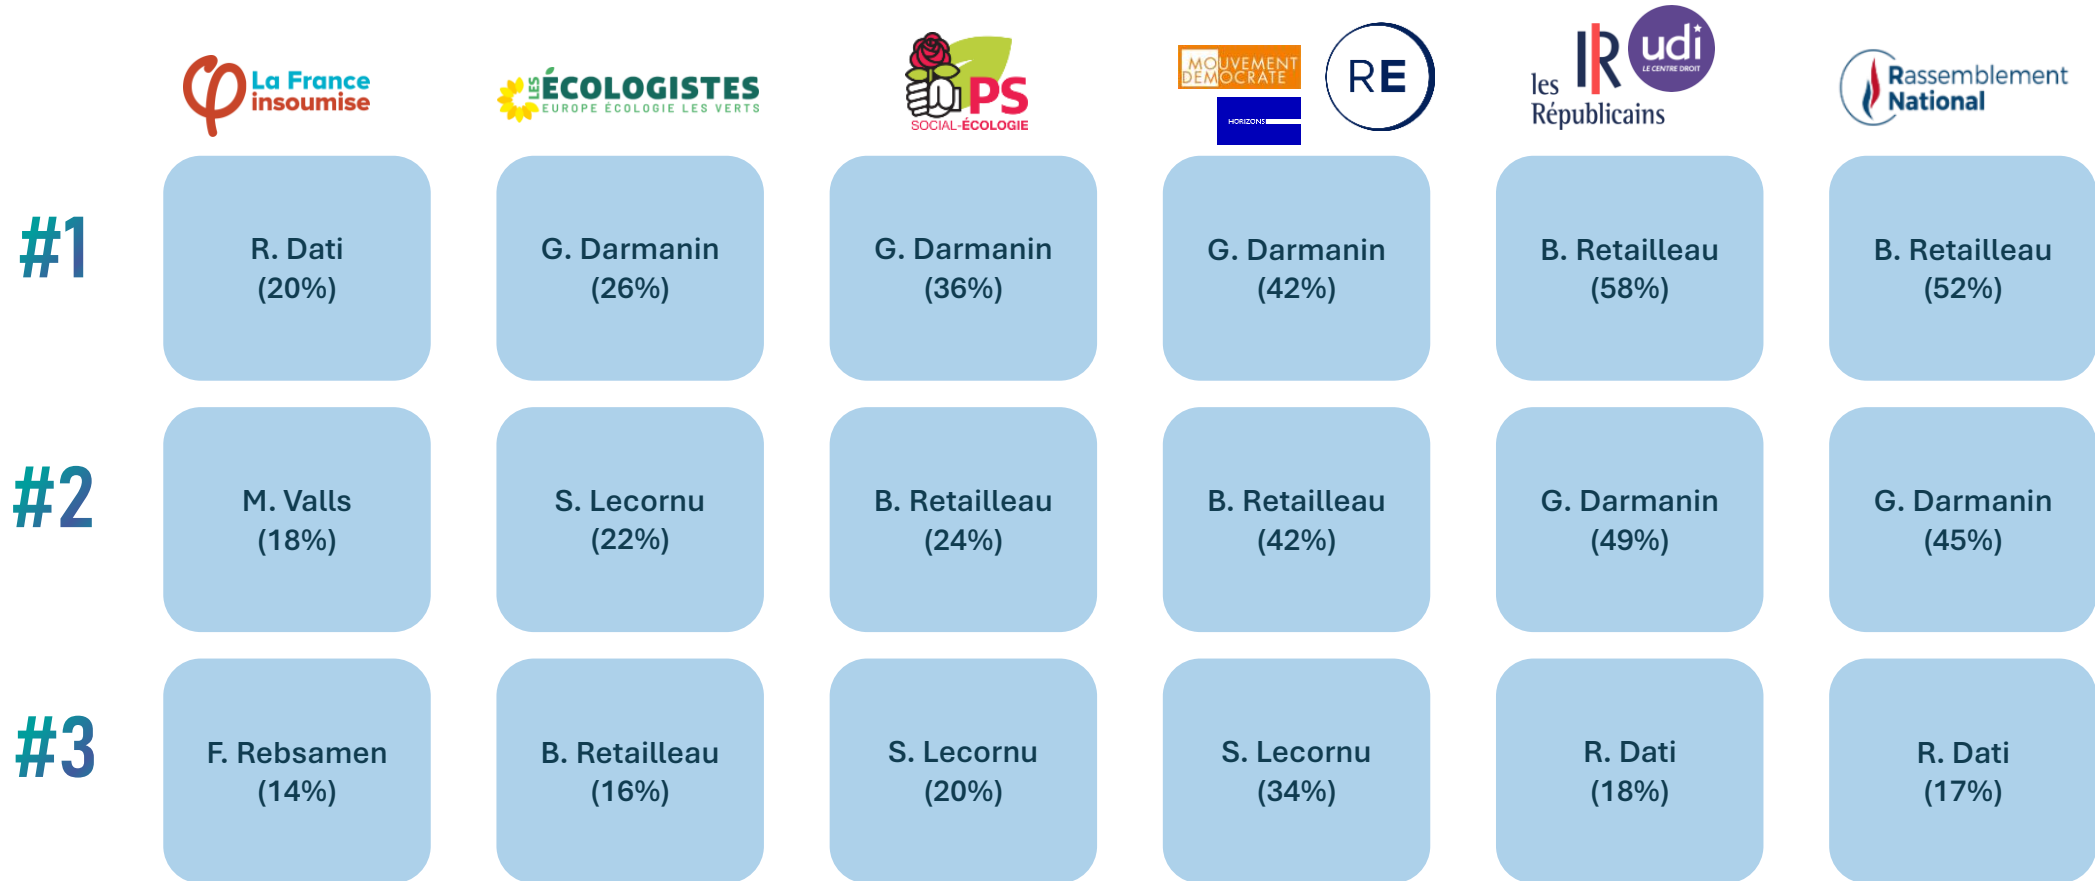 La France
insoumise
LES ÉCOLOGISTES
EUROPE ÉCOLOGIE LES VERTS
PS
SOCIAL-ÉCOLOGIE
MOUVEMENT
DÉMOCRATE
HORIZONS
RE
les
Républicains
LR
udi
LE CENTRE DROIT
Rassemblement
National
#1
R. Dati
(20%)
G. Darmanin
(26%)
G. Darmanin
(36%)
G. Darmanin
(42%)
B. Retailleau
(58%)
B. Retailleau
(52%)
#2
M. Valls
(18%)
S. Lecornu
(22%)
B. Retailleau
(24%)
B. Retailleau
(42%)
G. Darmanin
(49%)
G. Darmanin
(45%)
#3
F. Rebsamen
(14%)
B. Retailleau
(16%)
S. Lecornu
(20%)
S. Lecornu
(34%)
R. Dati
(18%)
R. Dati
(17%)